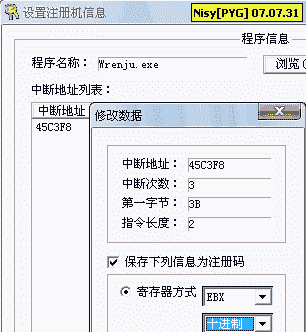 设置注册机信息
Nisy[PYG] 07.07.31
程序信息
程序名称： Wrenju.exe
浏览(
中断地址列表：
中断地址
45C3F8
修改数据
中断地址： 45C3F8
中断次数： 3
第一字节： 3B
指令长度： 2
保存下列信息为注册码
寄存器方式
EBX
十进制